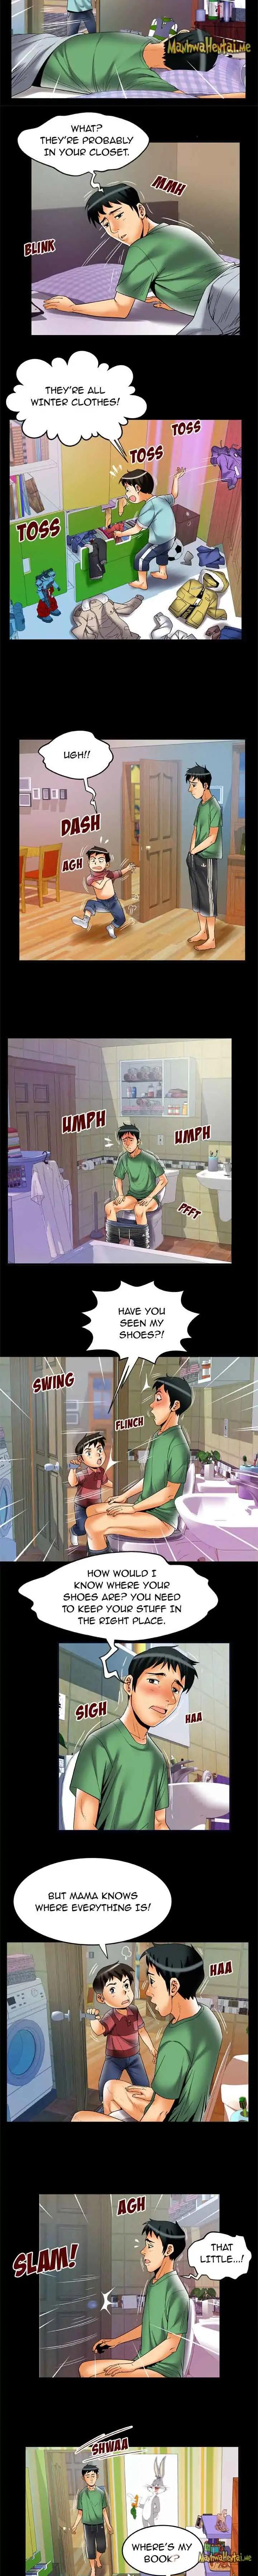 ManhwaHentai.me
WHAT?
THEY'RE PROBABLY
IN YOUR CLOSET.
MMH
BLINK
THEY'RE ALL
WINTER CLOTHES!
TOSS
TOSS
TOSS
UGH!!
DASH
AGH
UMPH
UMPH
PFFT
HAVE YOU
SEEN MY
SHOES?!
SWING
FLINCH
HOW WOULD I
KNOW WHERE YOUR
SHOES ARE? YOU NEED
TO KEEP YOUR STUFF IN
THE RIGHT PLACE.
SIGH
HAA
BUT MAMA KNOWS
WHERE EVERYTHING IS!
HAA
AGH
SLAM!
THAT
LITTLE...!
SHWAA
WHERE'S MY
BOOK?
ManhwaHentai.me